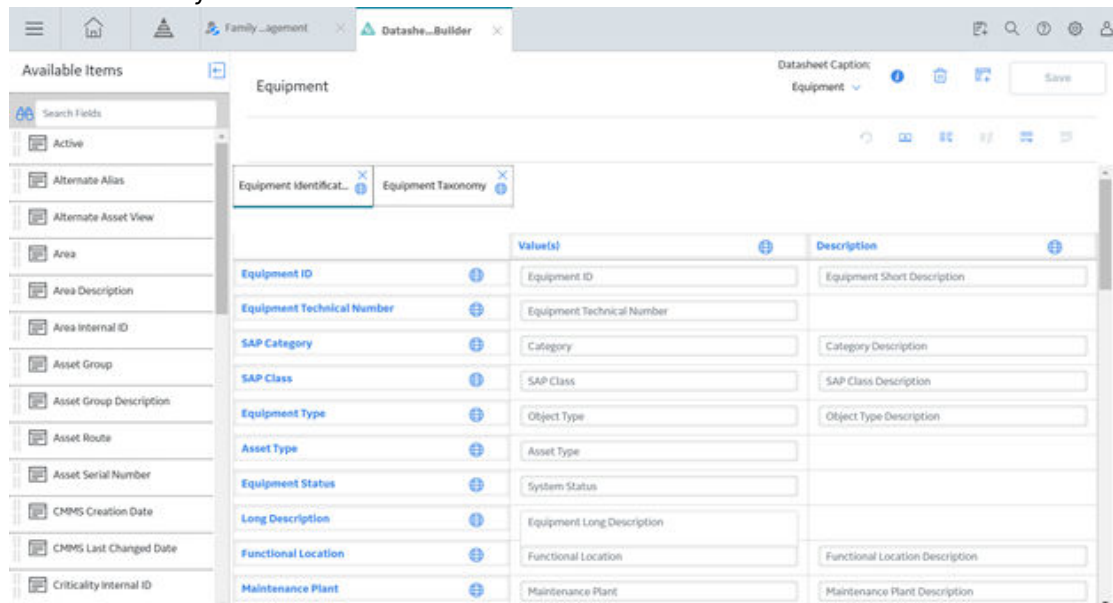 Family ...agement
Datashe...Builder
Available Items
Equipment
Datasheet Caption:
Equipment
Save
Search Fields
Active
Alternate Alias
Alternate Asset View
Area
Area Description
Area Internal ID
Asset Group
Asset Group Description
Asset Route
Asset Serial Number
CMMS Creation Date
CMMS Last Changed Date
Criticality Internal ID
Equipment Identificat...
Equipment Taxonomy
Value(s) Description
Equipment ID Equipment ID Equipment Short Description
Equipment Technical Number Equipment Technical Number
SAP Category Category Category Description
SAP Class SAP Class SAP Class Description
Equipment Type Object Type Object Type Description
Asset Type Asset Type
Equipment Status System Status
Long Description Equipment Long Description
Functional Location Functional Location Functional Location Description
Maintenance Plant Maintenance Plant Maintenance Plant Description